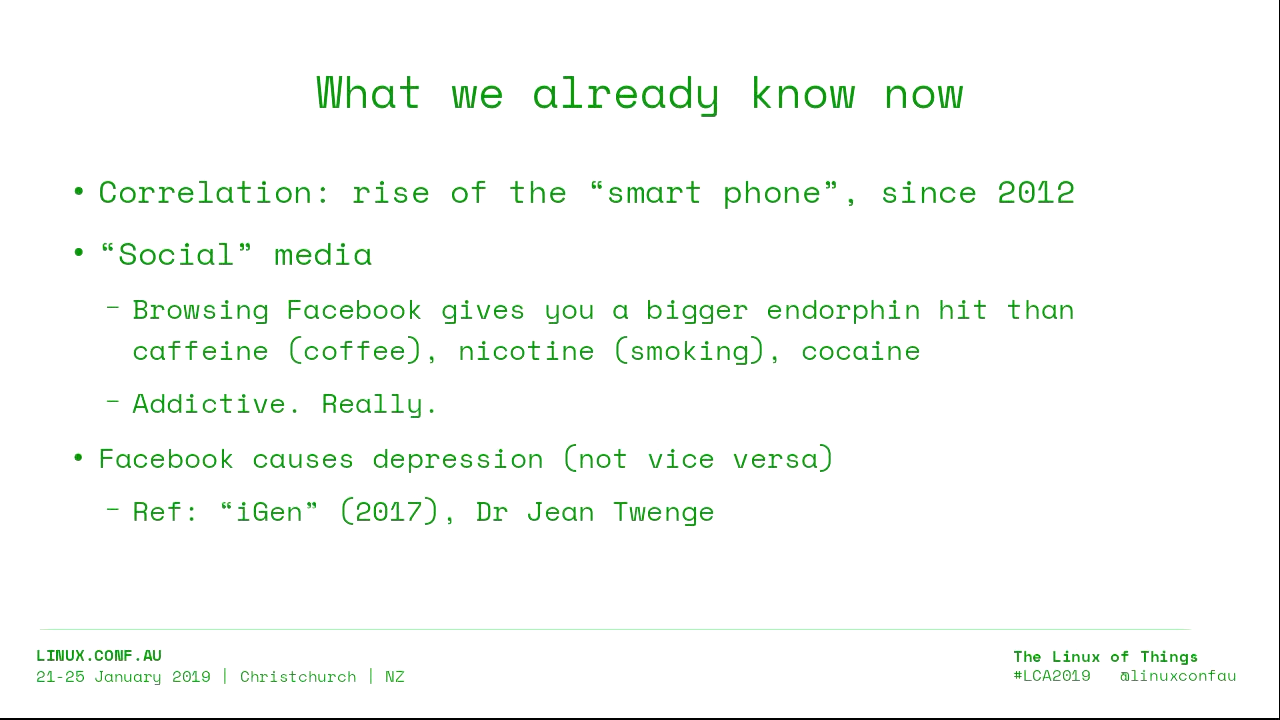 What we already know now
• Correlation: rise of the “smart phone”, since 2012
• “Social” media
– Browsing Facebook gives you a bigger endorphin hit than
caffeine (coffee), nicotine (smoking), cocaine
– Addictive. Really.
• Facebook causes depression (not vice versa)
– Ref: “iGen” (2017), Dr Jean Twenge
LINUX.CONF.AU
21-25 January 2019 | Christchurch | NZ
The Linux of Things
#LCA2019 @linuxconfau